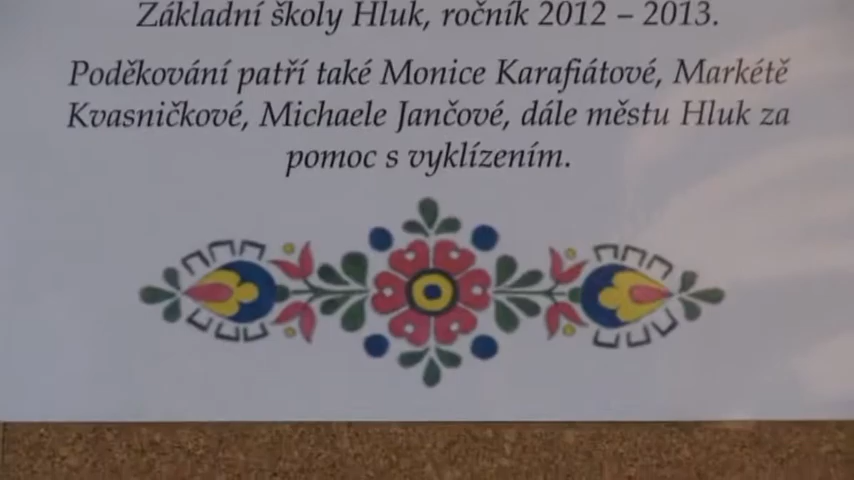 Základní školy Hluk, ročník 2012 – 2013.
Poděkování patří také Monice Karafiátové, Markétě
Kvasničkové, Michaele Jančové, dále městu Hluk za
pomoc s vyklízením.